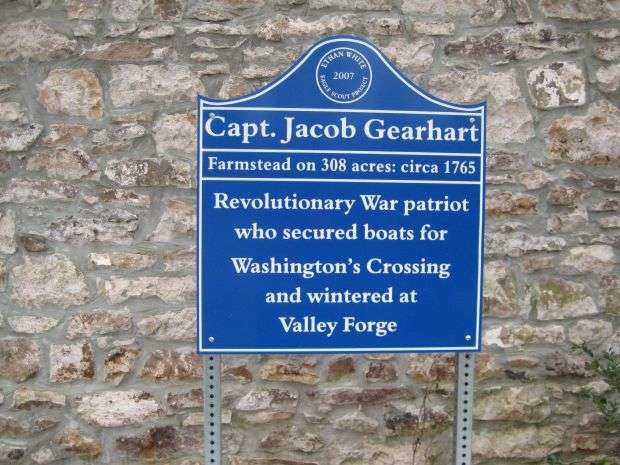 ETHAN WHITE
2007
EAGLE SCOUT PROJECT
Capt. Jacob Gearhart
Farmstead on 308 acres: circa 1765
Revolutionary War patriot
who secured boats for
Washington's Crossing
and wintered at
Valley Forge